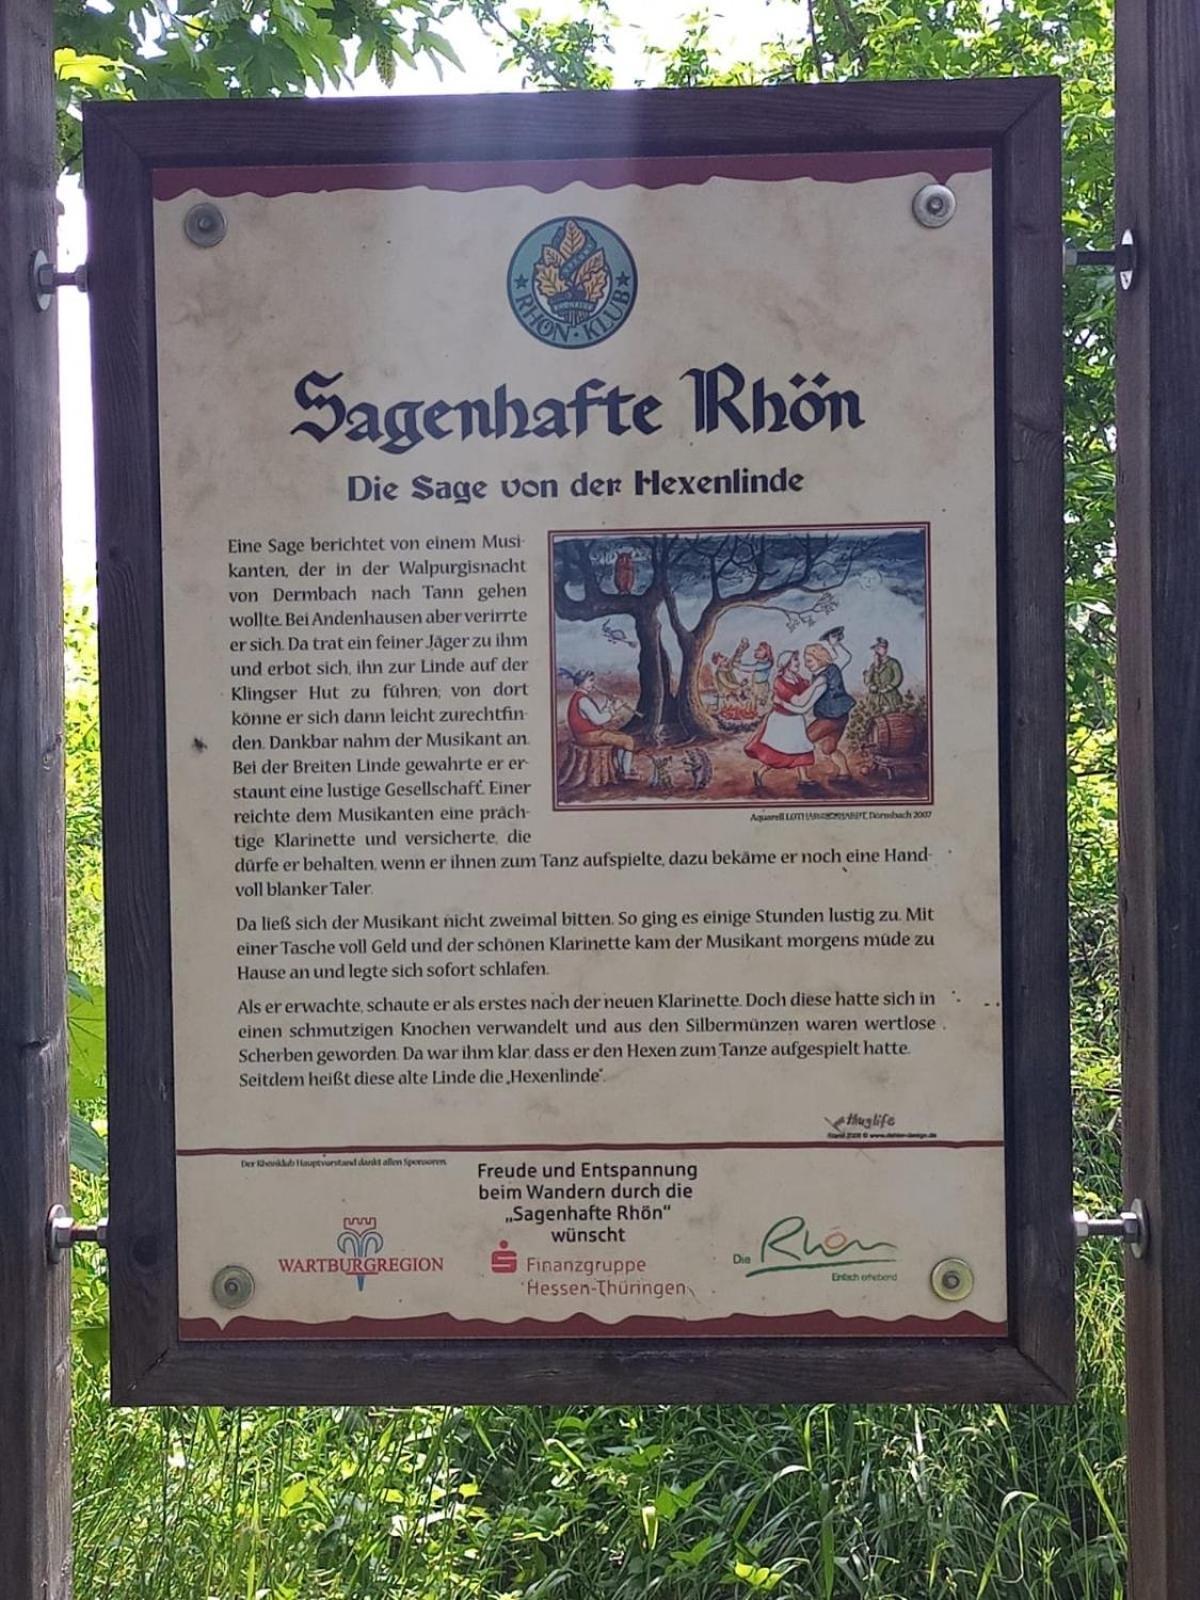 RHÖN-KLUB
Sagenhafte Rhön
Die Sage von der Hexenlinde
Eine Sage berichtet von einem Musi-
kanten, der in der Walpurgisnacht
von Dermbach nach Tann gehen
wollte. Bei Andenhausen aber verirrte
er sich. Da trat ein feiner Jäger zu ihm
und erbot sich, ihn zur Linde auf der
Klingser Hut zu führen, von dort
könne er sich dann leicht zurechtfin-
den. Dankbar nahm der Musikant an.
Bei der Breiten Linde gewahrte er er-
staunt eine lustige Gesellschaft. Einer
reichte dem Musikanten eine präch-
tige Klarinette und versicherte, die
dürfe er behalten, wenn er ihnen zum Tanz aufspielte, dazu bekäme er noch eine Hand-
voll blanker Taler.
Aquarell Dermbach 2007
Da ließ sich der Musikant nicht zweimal bitten. So ging es einige Stunden lustig zu. Mit
einer Tasche voll Geld und der schönen Klarinette kam der Musikant morgens müde zu
Hause an und legte sich sofort schlafen.
Als er erwachte, schaute er als erstes nach der neuen Klarinette. Doch diese hatte sich in
einen schmutzigen Knochen verwandelt und aus den Silbermünzen waren wertlose
Scherben geworden. Da war ihm klar, dass er den Hexen zum Tanze aufgespielt hatte.
Seitdem heißt diese alte Linde die „Hexenlinde“.
thuglife
Der Rhönklub Hauptvorstand dankt allen Sponsoren.
Freude und Entspannung
beim Wandern durch die
„Sagenhafte Rhön“
wünscht
WARTBURGREGION
Finanzgruppe
Hessen-Thüringen
Die Rhön
Einfach erhebend